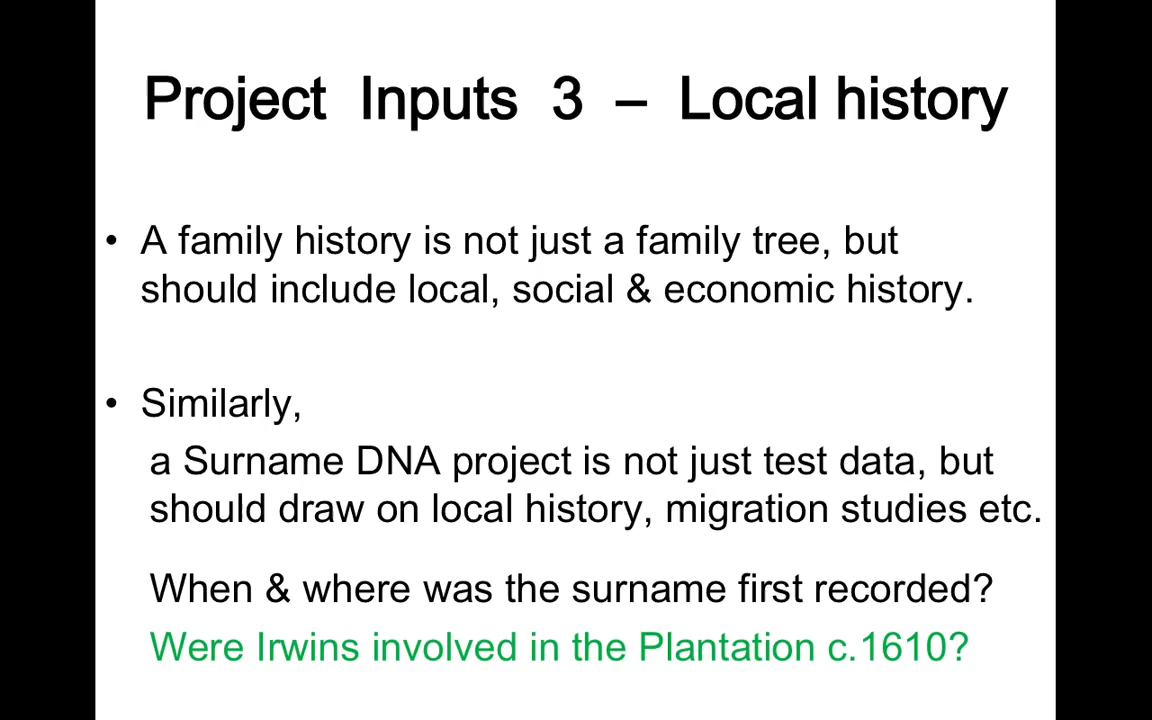 Project Inputs 3 – Local history
• A family history is not just a family tree, but
should include local, social & economic history.
• Similarly,
a Surname DNA project is not just test data, but
should draw on local history, migration studies etc.
When & where was the surname first recorded?
Were Irwins involved in the Plantation c.1610?